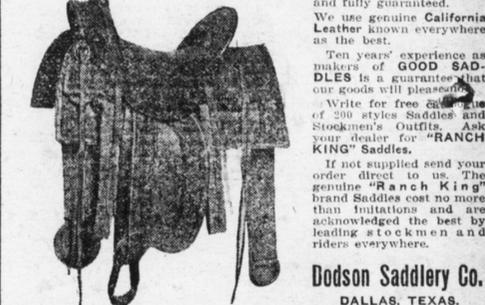 and fully guaranteed.
We use genuine California
Leather known everywhere
as the best.
Ten years' experience as
makers of GOOD SAD-
DLES is a guarantee that
our goods will please
Write for free
of 200 styles Saddles and
Stockmen's Outfits. Ask
your dealer for "RANCH
KING" Saddles.
If not supplied send your
order direct to us. The
genuine "Ranch King"
brand Saddles cost no more
than imitations and are
acknowledged the best by
leading stockmen and
riders everywhere.
Dodson Saddlery Co.
DALLAS, TEXAS.